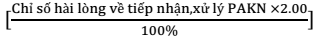 [Chỉ số hài lòng về tiếp nhận,xử lý PAKN ×2.00
100%]